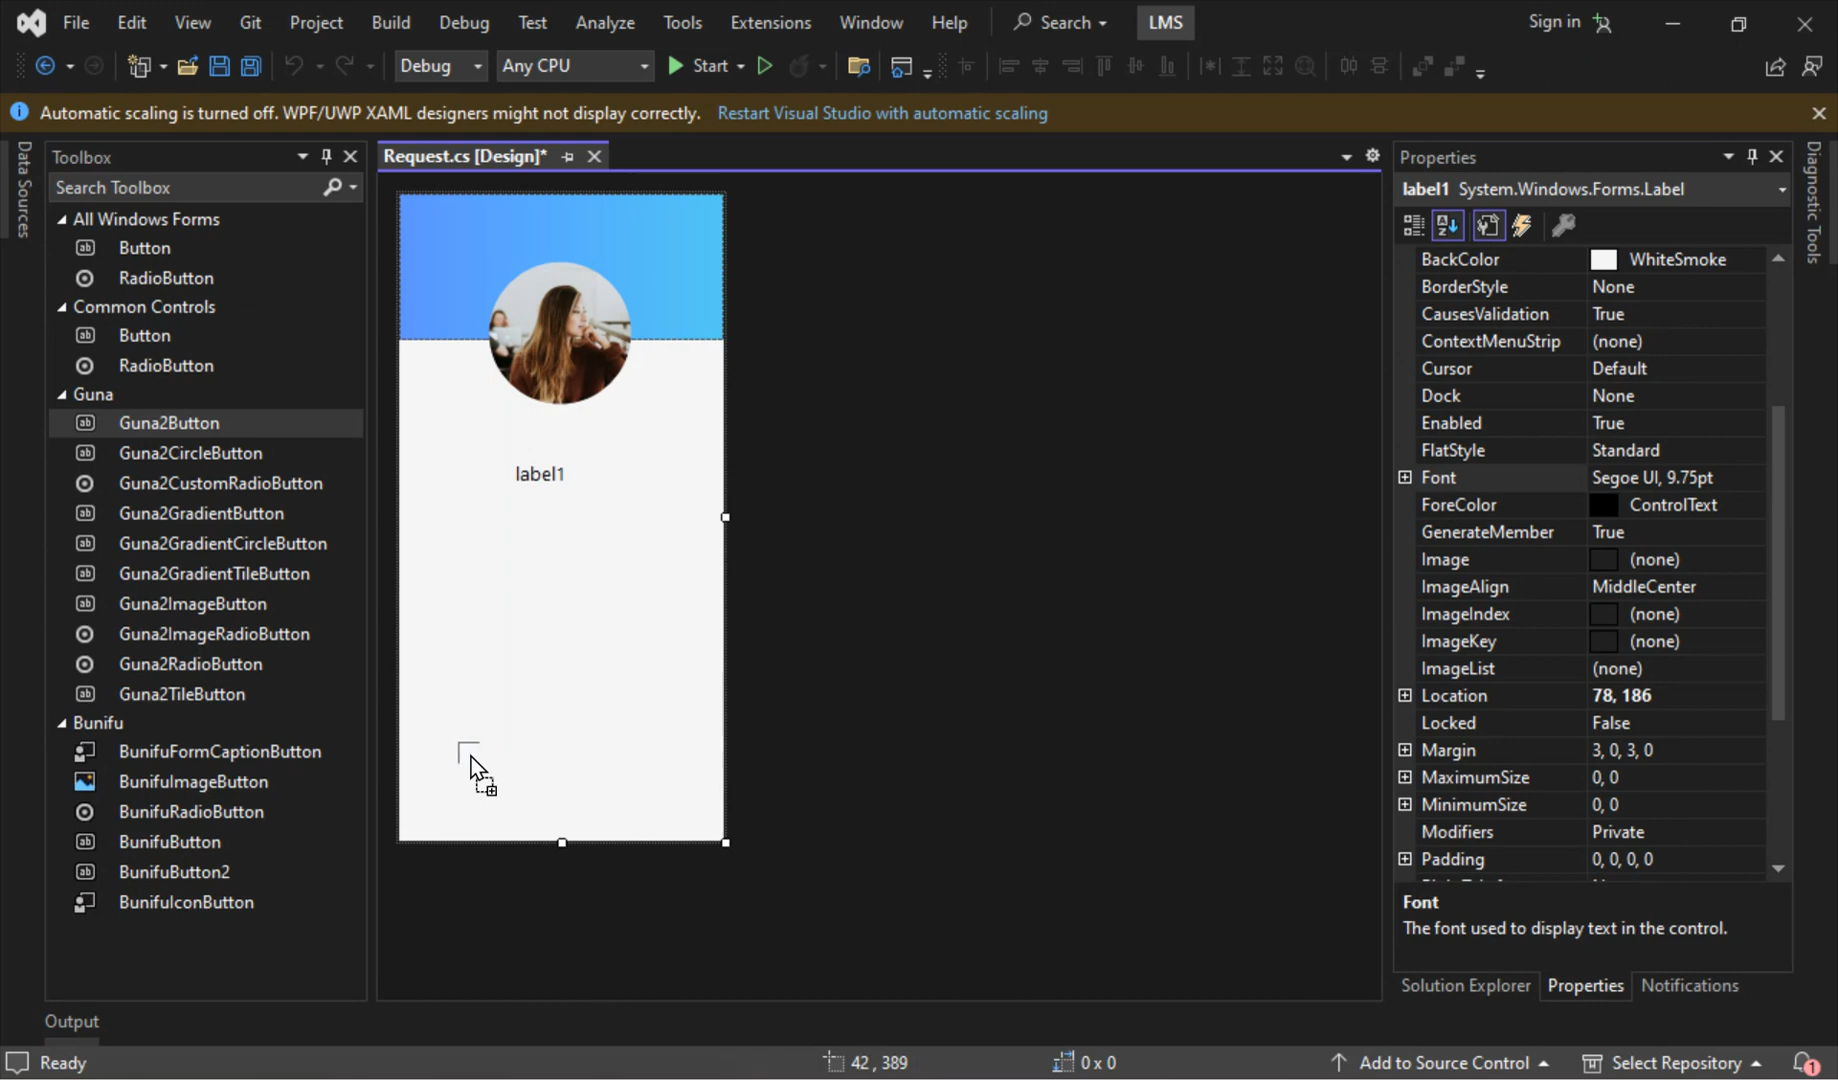 File Edit View Git Project Build Debug Test Analyze Tools Extensions Window Help Search LMS Sign in
Debug Any CPU Start
Automatic scaling is turned off. WPF/UWP XAML designers might not display correctly. Restart Visual Studio with automatic scaling
Data Sources
Toolbox
Search Toolbox
All Windows Forms
Button
RadioButton
Common Controls
Button
RadioButton
Guna
Guna2Button
Guna2CircleButton
Guna2CustomRadioButton
Guna2GradientButton
Guna2GradientCircleButton
Guna2GradientTileButton
Guna2ImageButton
Guna2ImageRadioButton
Guna2RadioButton
Guna2TileButton
Bunifu
BunifuFormCaptionButton
BunifuImageButton
BunifuRadioButton
BunifuButton
BunifuButton2
BunifuIconButton
Request.cs [Design]*
label1
Properties
label1 System.Windows.Forms.Label
BackColor WhiteSmoke
BorderStyle None
CausesValidation True
ContextMenuStrip (none)
Cursor Default
Dock None
Enabled True
FlatStyle Standard
Font Segoe UI, 9.75pt
ForeColor ControlText
GenerateMember True
Image (none)
ImageAlign MiddleCenter
ImageIndex (none)
ImageKey (none)
ImageList (none)
Location 78, 186
Locked False
Margin 3, 0, 3, 0
MaximumSize 0, 0
MinimumSize 0, 0
Modifiers Private
Padding 0, 0, 0, 0
Font
The font used to display text in the control.
Solution Explorer Properties Notifications
Diagnostic Tools
Output
Ready 42 , 389 0 x 0 Add to Source Control Select Repository 1